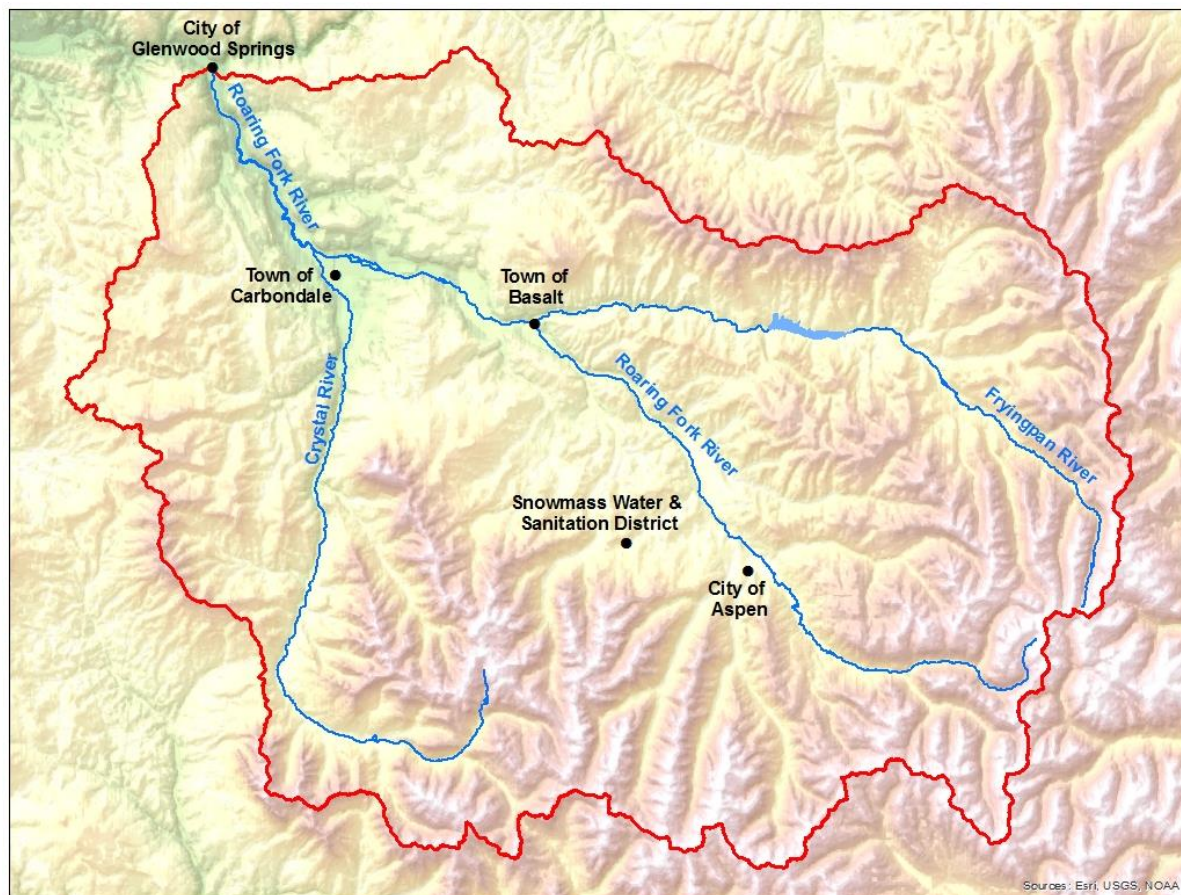 City of
Glenwood Springs
Roaring Fork River
Town of
Carbondale
Town of
Basalt
Crystal River
Roaring Fork River
Fryingpan River
Snowmass Water &
Sanitation District
City of
Aspen
Sources: Esri, USGS, NOAA